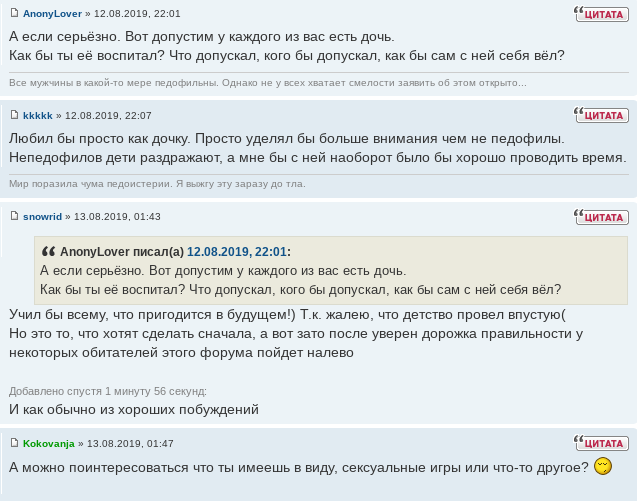 AnonyLover » 12.08.2019, 22:01
ЦИТАТА
А если серьёзно. Вот допустим у каждого из вас есть дочь.
Как бы ты её воспитал? Что допускал, кого бы допускал, как бы сам с ней себя вёл?
Все мужчины в какой-то мере педофильны. Однако не у всех хватает смелости заявить об этом открыто...
kkkkk » 12.08.2019, 22:07
ЦИТАТА
Любил бы просто как дочку. Просто уделял бы больше внимания чем не педофилы.
Непедофилов дети раздражают, а мне бы с ней наоборот было бы хорошо проводить время.
Мир поразила чума педоистерии. Я выжгу эту заразу до тла.
snowrid » 13.08.2019, 01:43
ЦИТАТА
AnonyLover писал(а) 12.08.2019, 22:01:
А если серьёзно. Вот допустим у каждого из вас есть дочь.
Как бы ты её воспитал? Что допускал, кого бы допускал, как бы сам с ней себя вёл?
Учил бы всему, что пригодится в будущем!) Т.к. жалею, что детство провел впустую(
Но это то, что хотят сделать сначала, а вот зато после уверен дорожка правильности у
некоторых обитателей этого форума пойдет налево
Добавлено спустя 1 минуту 56 секунд:
И как обычно из хороших побуждений
Kokovanja » 13.08.2019, 01:47
ЦИТАТА
А можно поинтересоваться что ты имеешь в виду, сексуальные игры или что-то другое?